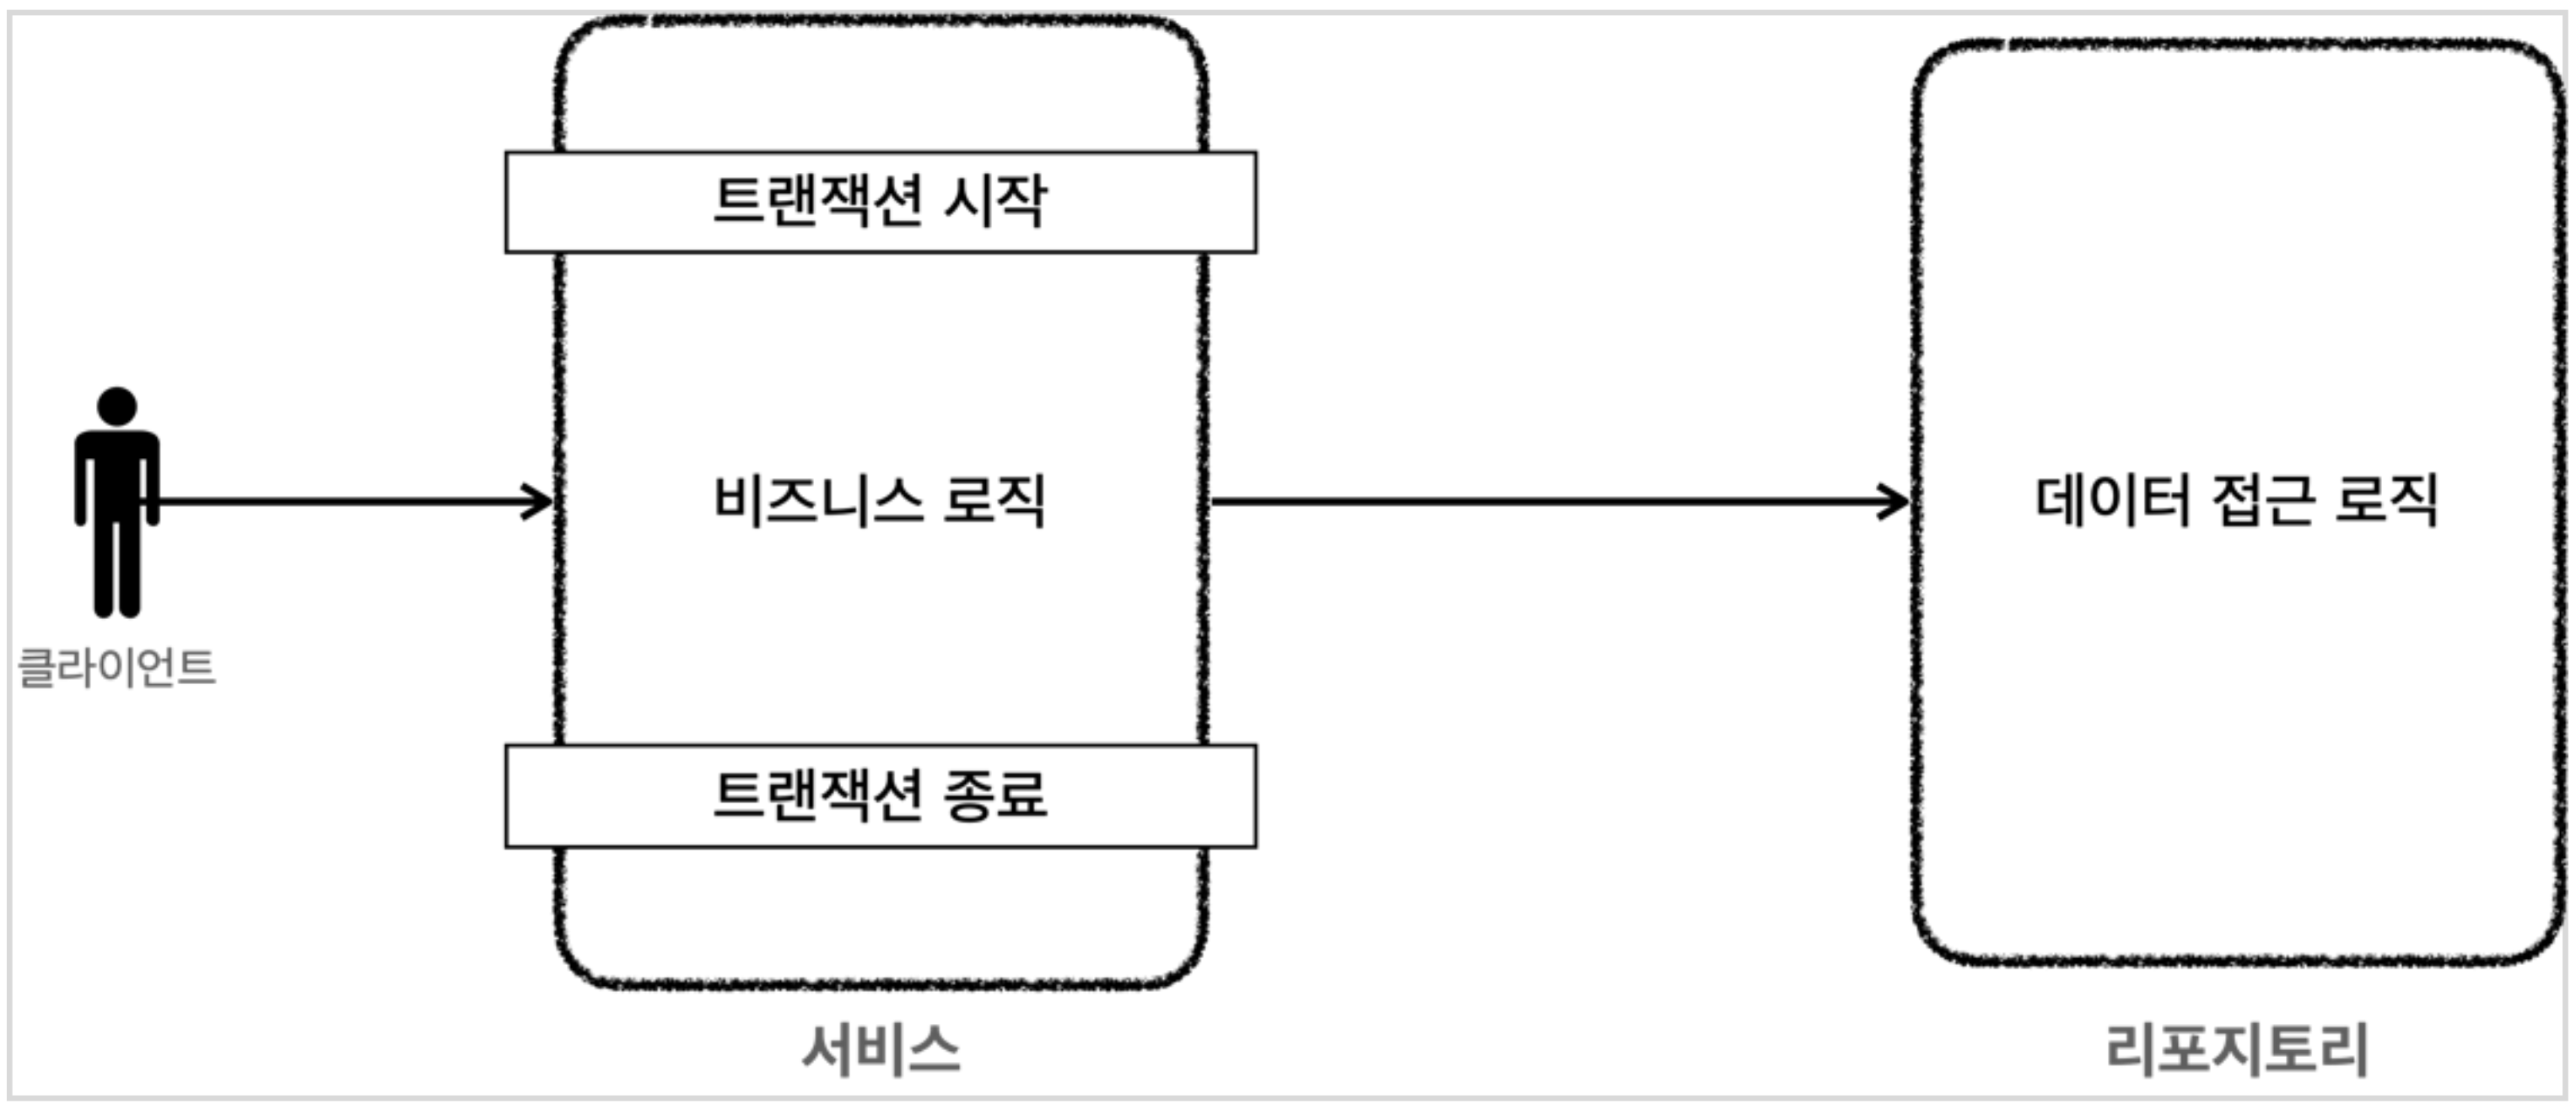 트랜잭션 시작
비즈니스 로직
데이터 접근 로직
클라이언트
트랜잭션 종료
서비스
리포지토리